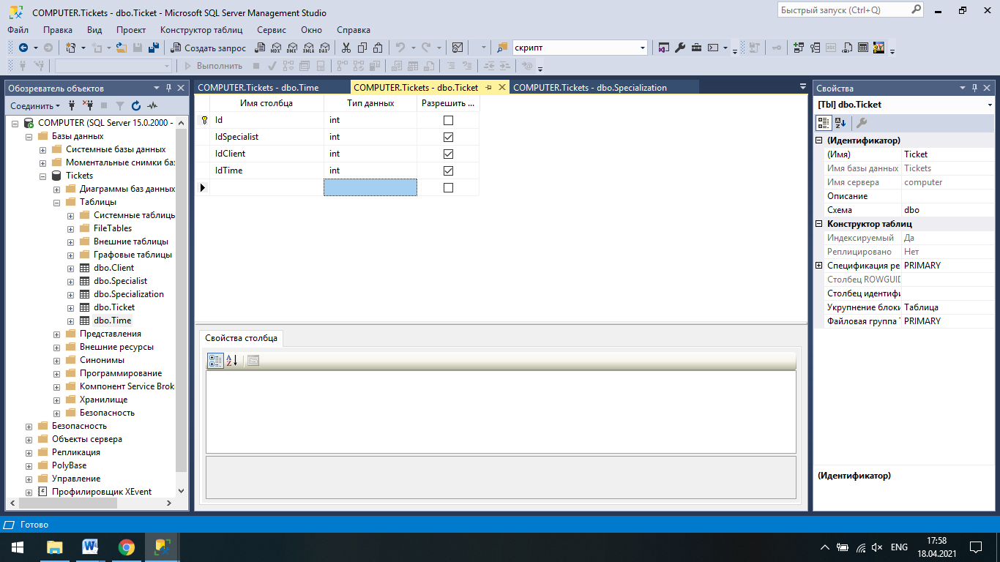 COMPUTER.Tickets - dbo.Ticket - Microsoft SQL Server Management Studio
Быстрый запуск (Ctrl+Q)
Файл Правка Вид Проект Конструктор таблиц Сервис Окно Справка
Создать запрос MDX DMX XMLA DAX скрипт
Выполнить
Обозреватель объектов
Соединить
COMPUTER (SQL Server 15.0.2000 -
Базы данных
Системные базы данных
Моментальные снимки баз
Tickets
Диаграммы баз данных
Таблицы
Системные таблицы
FileTables
Внешние таблицы
Графовые таблицы
dbo.Client
dbo.Specialist
dbo.Specialization
dbo.Ticket
dbo.Time
Представления
Внешние ресурсы
Синонимы
Программирование
Компонент Service Brok
Хранилище
Безопасность
Безопасность
Объекты сервера
Репликация
PolyBase
Управление
Профилировщик XEvent
COMPUTER.Tickets - dbo.Time COMPUTER.Tickets - dbo.Ticket COMPUTER.Tickets - dbo.Specialization
Имя столбца Тип данных Разрешить ...
Id int
IdSpecialist int
IdClient int
IdTime int
Свойства столбца
Свойства
[Tbl] dbo.Ticket
(Идентификатор)
(Имя) Ticket
Имя базы данных Tickets
Имя сервера computer
Описание
Схема dbo
Конструктор таблиц
Индексируемый Да
Реплицировано Нет
Спецификация ре PRIMARY
Столбец ROWGUID
Столбец идентифи
Укрупнение блоки Таблица
Файловая группа T PRIMARY
(Идентификатор)
Готово
ENG
17:58
18.04.2021